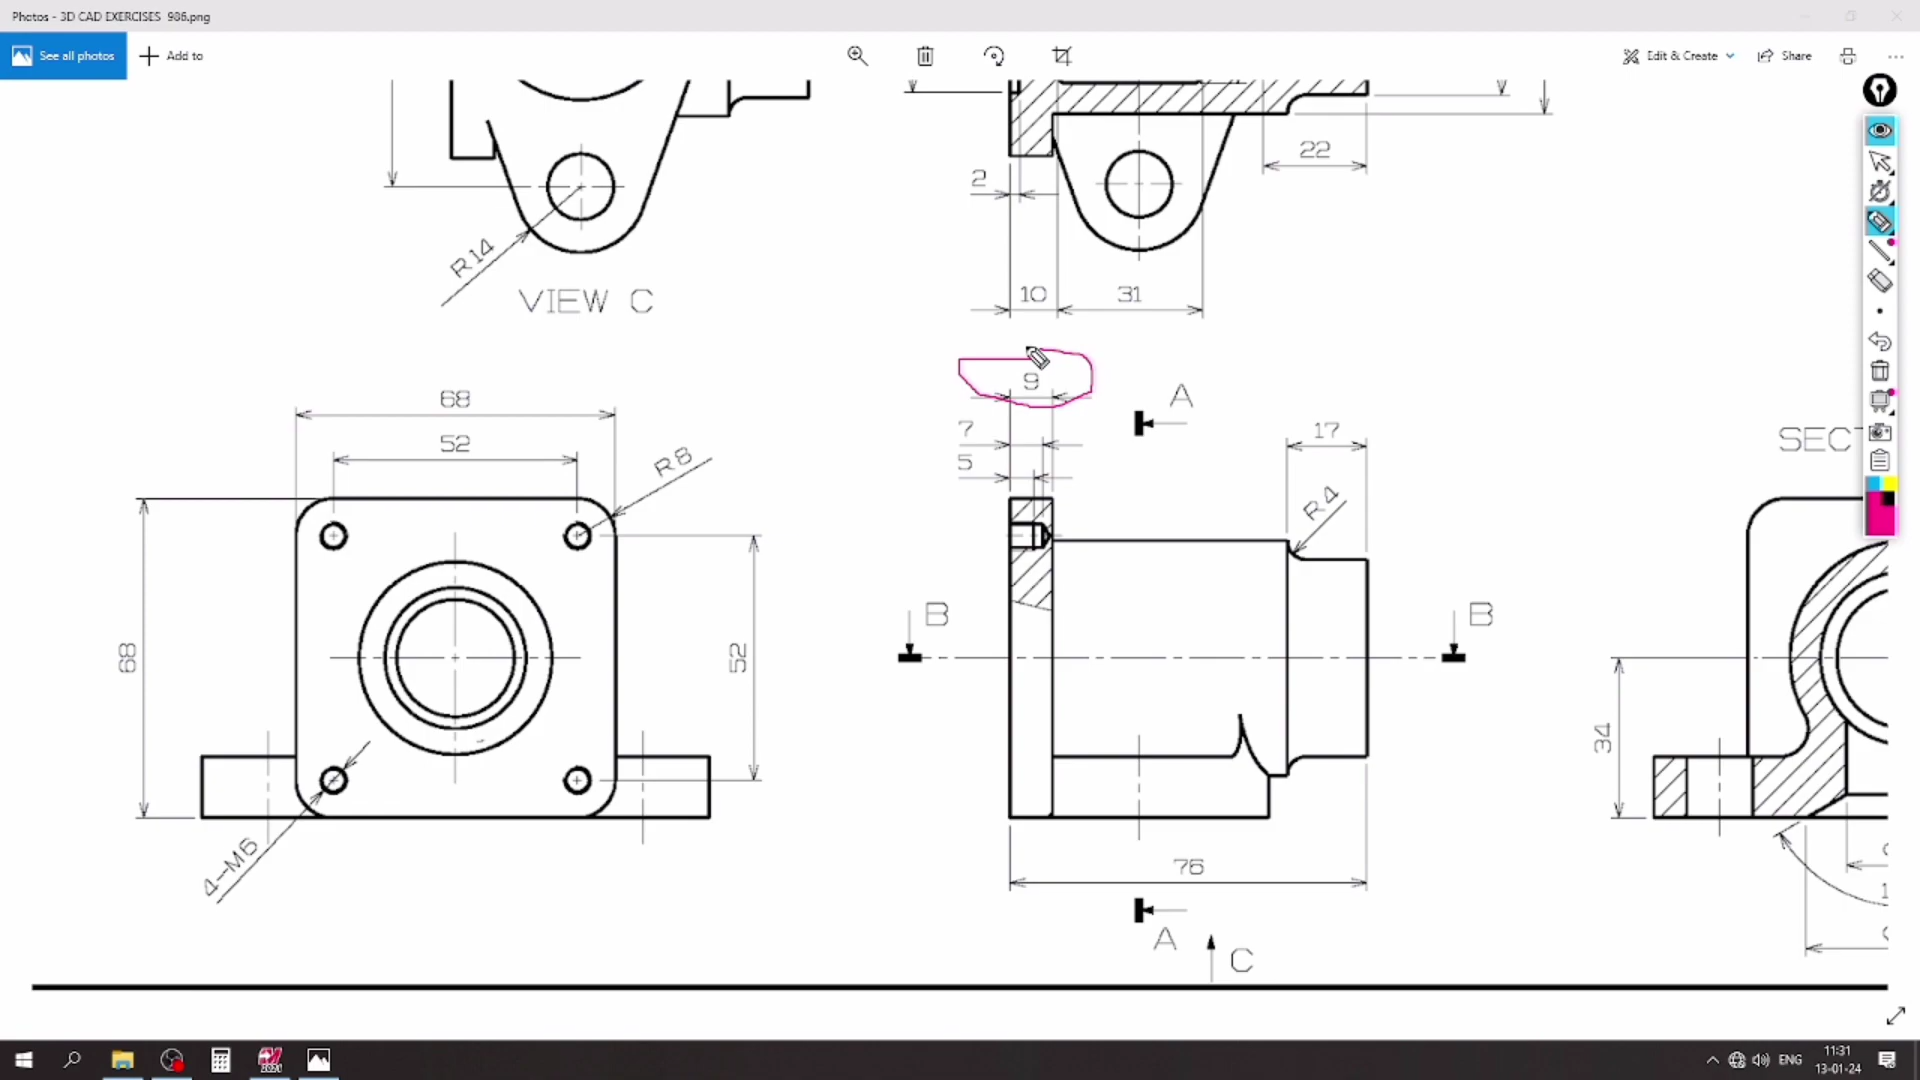 Photos - 3D CAD EXERCISES 986.png
See all photos
Add to
Edit & Create
Share
22
2
R14
VIEW C
10
31
9
A
68
7
17
SECT
52
5
R8
R4
B
B
68
52
34
4-M6
76
A
C
ENG
11:31
13-01-24